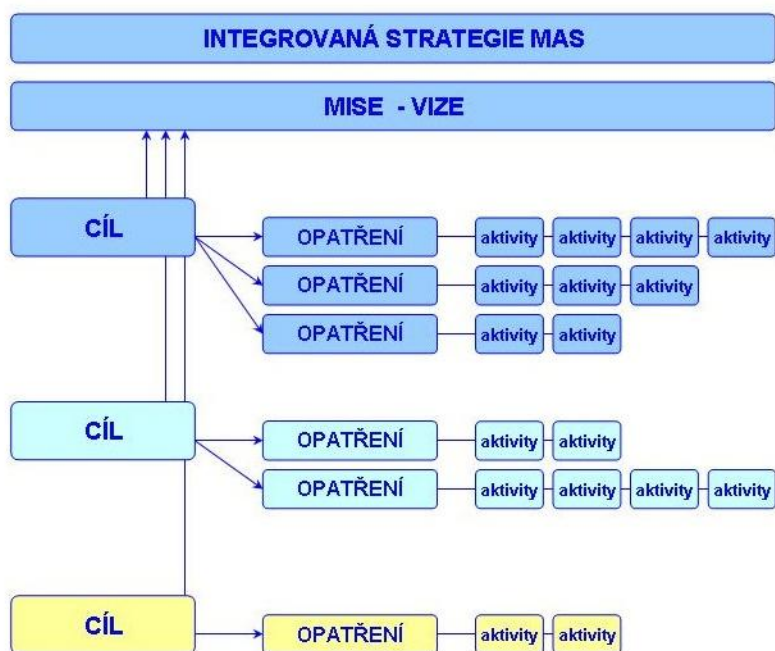 INTEGROVANÁ STRATEGIE MAS
MISE - VIZE
CÍL
OPATŘENÍ aktivity aktivity aktivity aktivity
OPATŘENÍ aktivity aktivity aktivity
OPATŘENÍ aktivity aktivity
CÍL
OPATŘENÍ aktivity aktivity
OPATŘENÍ aktivity aktivity aktivity aktivity
CÍL
OPATŘENÍ aktivity aktivity